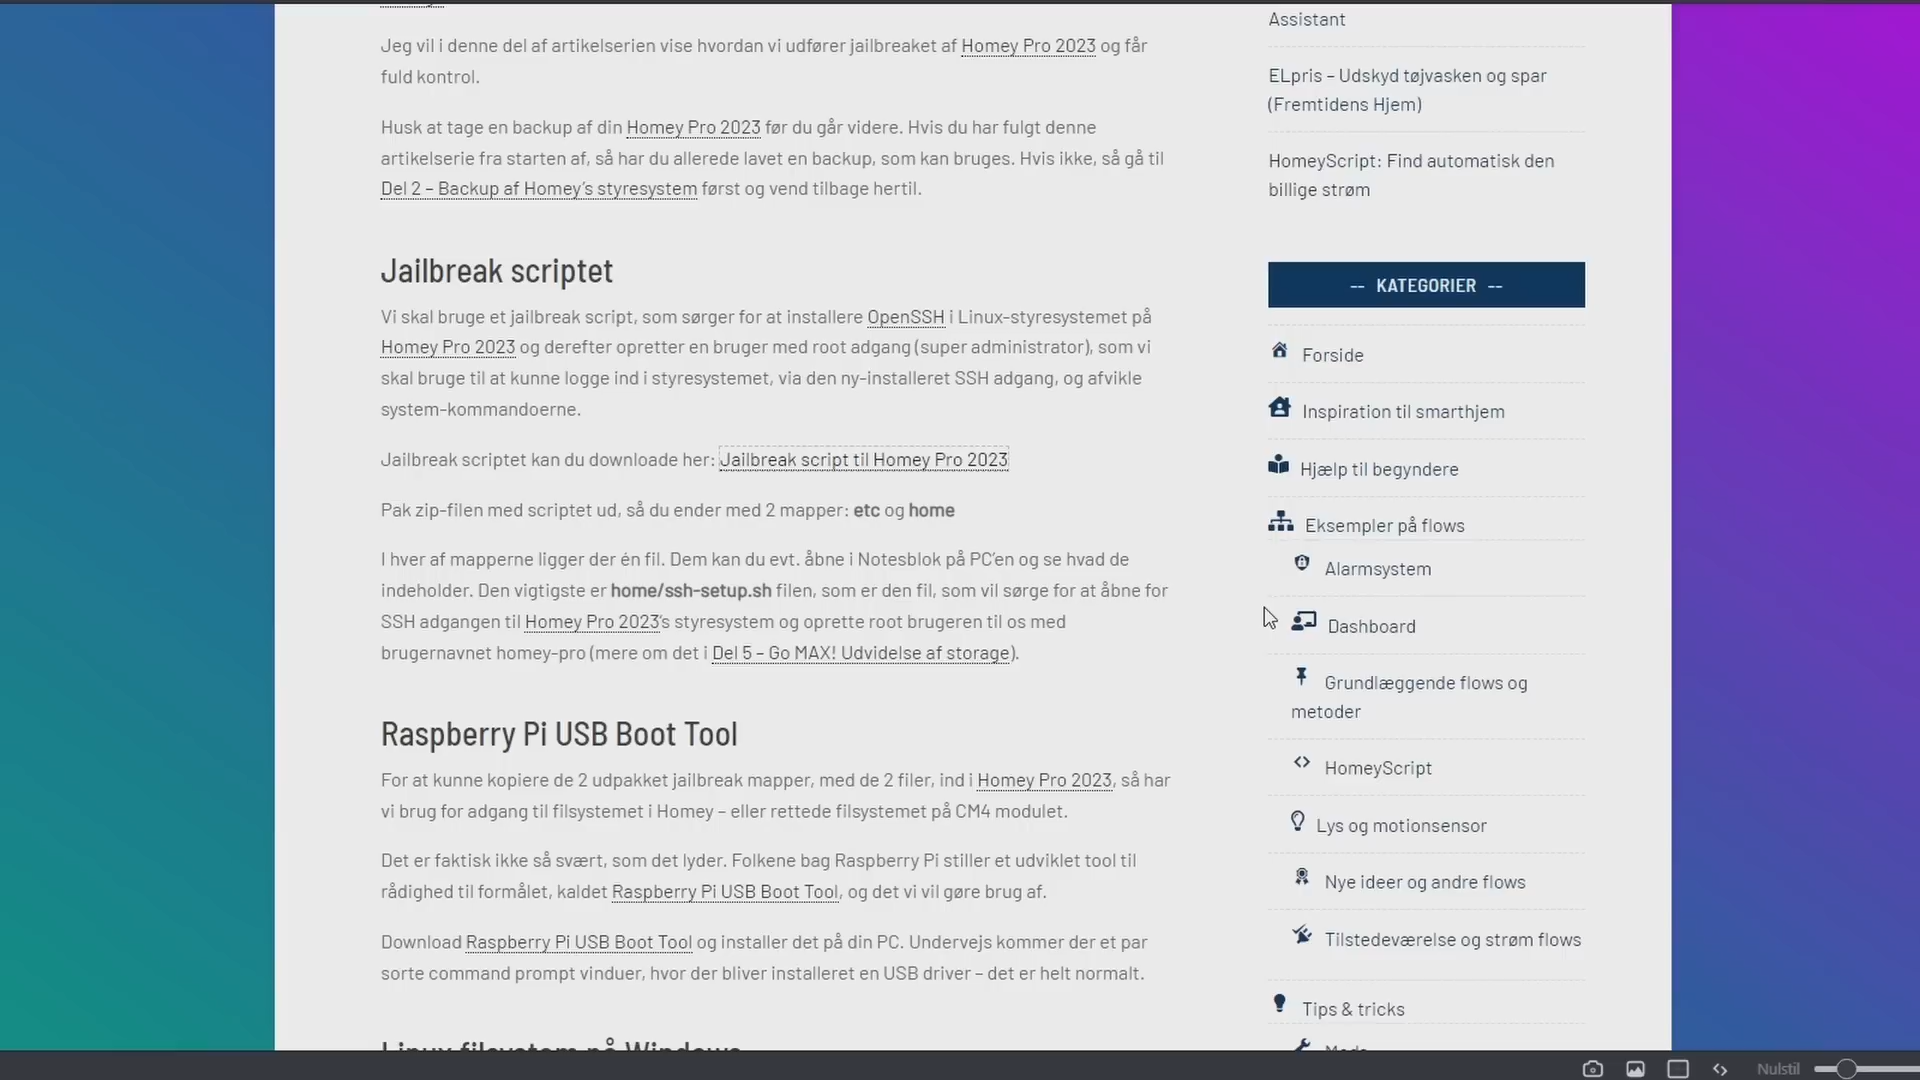 Jeg vil i denne del af artikelserien vise hvordan vi udfører jailbreaket af Homey Pro 2023 og får
fuld kontrol.
Husk at tage en backup af din Homey Pro 2023 før du går videre. Hvis du har fulgt denne
artikelserie fra starten af, så har du allerede lavet en backup, som kan bruges. Hvis ikke, så gå til
Del 2 – Backup af Homey's styresystem først og vend tilbage hertil.
Jailbreak scriptet
Vi skal bruge et jailbreak script, som sørger for at installere OpenSSH i Linux-styresystemet på
Homey Pro 2023 og derefter opretter en bruger med root adgang (super administrator), som vi
skal bruge til at kunne logge ind i styresystemet, via den ny-installeret SSH adgang, og afvikle
system-kommandoerne.
Jailbreak scriptet kan du downloade her: Jailbreak script til Homey Pro 2023
Pak zip-filen med scriptet ud, så du ender med 2 mapper: etc og home
I hver af mapperne ligger der én fil. Dem kan du evt. åbne i Notesblok på PC'en og se hvad de
indeholder. Den vigtigste er home/ssh-setup.sh filen, som er den fil, som vil sørge for at åbne for
SSH adgangen til Homey Pro 2023's styresystem og oprette root brugeren til os med
brugernavnet homey-pro (mere om det i Del 5 – Go MAX! Udvidelse af storage).
Raspberry Pi USB Boot Tool
For at kunne kopiere de 2 udpakket jailbreak mapper, med de 2 filer, ind i Homey Pro 2023, så har
vi brug for adgang til filsystemet i Homey – eller rettede filsystemet på CM4 modulet.
Det er faktisk ikke så svært, som det lyder. Folkene bag Raspberry Pi stiller et udviklet tool til
rådighed til formålet, kaldet Raspberry Pi USB Boot Tool, og det vi vil gøre brug af.
Download Raspberry Pi USB Boot Tool og installer det på din PC. Undervejs kommer der et par
sorte command prompt vinduer, hvor der bliver installeret en USB driver – det er helt normalt.
Linux filsystem på Windows
Assistant
ELpris – Udskyd tøjvasken og spar
(Fremtidens Hjem)
HomeyScript: Find automatisk den
billige strøm
-- KATEGORIER --
Forside
Inspiration til smarthjem
Hjælp til begyndere
Eksempler på flows
Alarmsystem
Dashboard
Grundlæggende flows og
metoder
HomeyScript
Lys og motionsensor
Nye ideer og andre flows
Tilstedeværelse og strøm flows
Tips & tricks
Nulstil